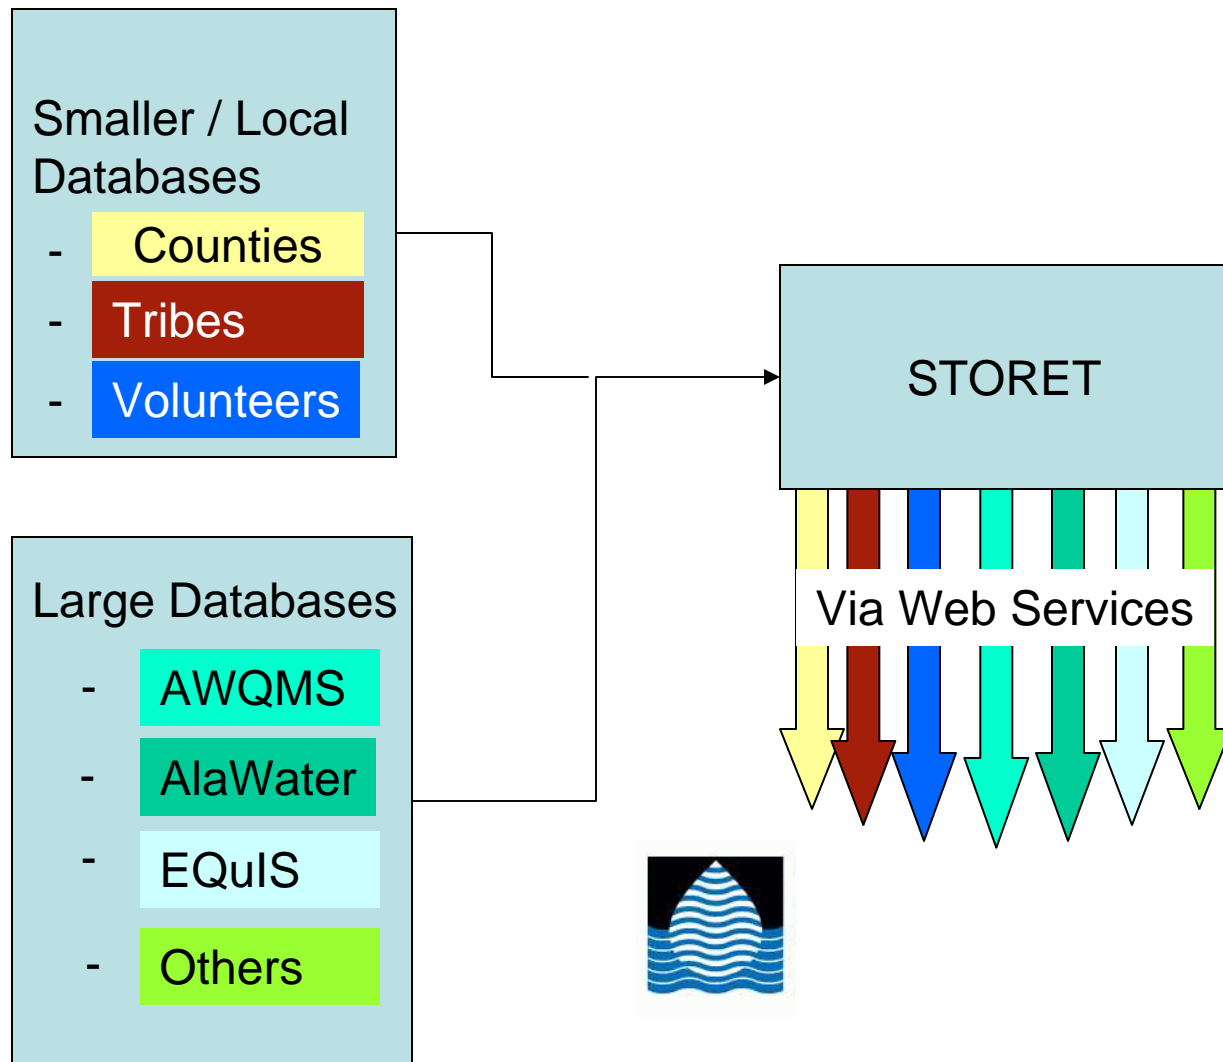 Smaller / Local
Databases
- Counties
- Tribes
- Volunteers
Large Databases
- AWQMS
- AlaWater
- EQuIS
- Others
STORET
Via Web Services